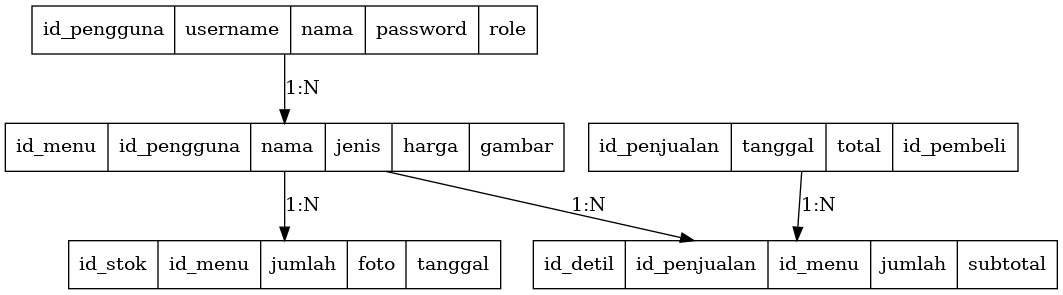 id_pengguna username nama password role
1:N
id_menu id_pengguna nama jenis harga gambar
id_penjualan tanggal total id_pembeli
1:N 1:N 1:N
id_stok id_menu jumlah foto tanggal
id_detil id_penjualan id_menu jumlah subtotal